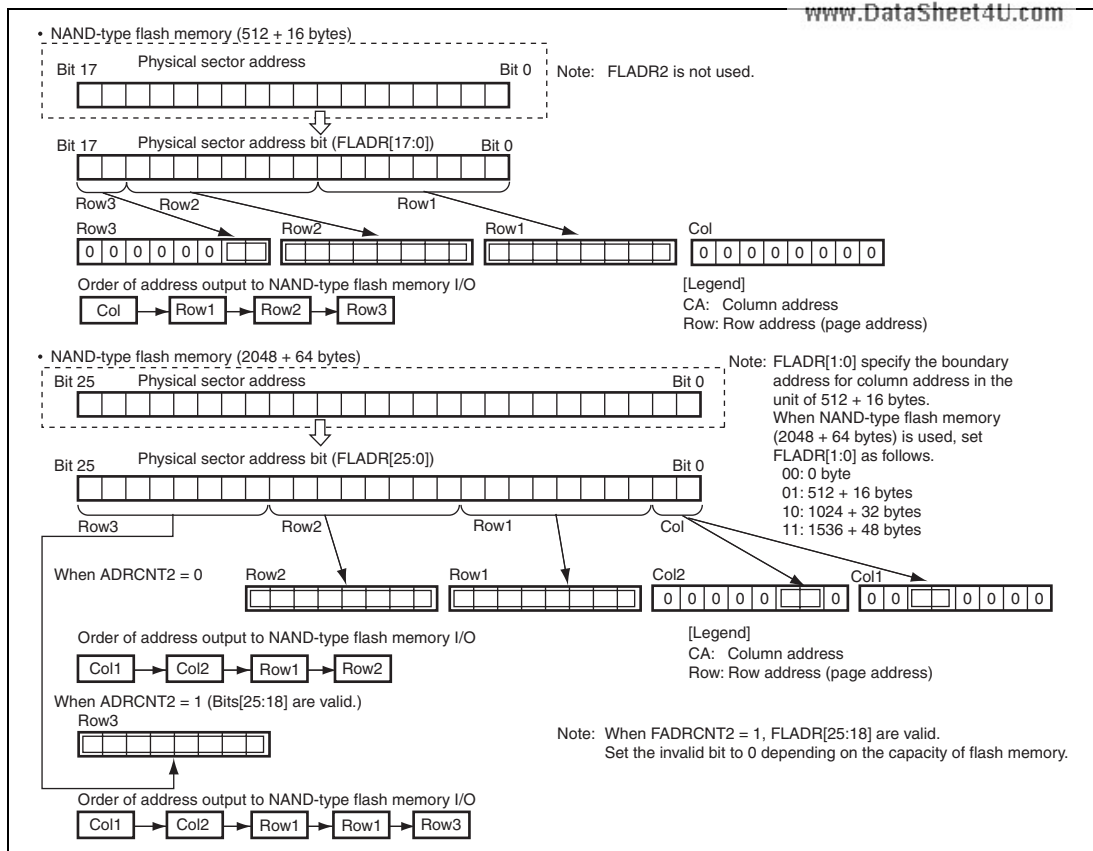 www.DataSheet4U.com
• NAND-type flash memory (512 + 16 bytes)
Bit 17 Physical sector address Bit 0
Note: FLADR2 is not used.
Bit 17 Physical sector address bit (FLADR[17:0]) Bit 0
Row3 Row2 Row1
Row3 Row2 Row1 Col
0 0 0 0 0 0 0 0 0 0 0 0 0 0
Order of address output to NAND-type flash memory I/O
Col Row1 Row2 Row3
[Legend]
CA: Column address
Row: Row address (page address)
• NAND-type flash memory (2048 + 64 bytes)
Bit 25 Physical sector address Bit 0
Note: FLADR[1:0] specify the boundary
address for column address in the
unit of 512 + 16 bytes.
When NAND-type flash memory
(2048 + 64 bytes) is used, set
FLADR[1:0] as follows.
00: 0 byte
01: 512 + 16 bytes
10: 1024 + 32 bytes
11: 1536 + 48 bytes
Bit 25 Physical sector address bit (FLADR[25:0]) Bit 0
Row3 Row2 Row1 Col
When ADRCNT2 = 0
Row2 Row1 Col2 Col1
0 0 0 0 0 0 0 0 0 0 0 0
Order of address output to NAND-type flash memory I/O
Col1 Col2 Row1 Row2
[Legend]
CA: Column address
Row: Row address (page address)
When ADRCNT2 = 1 (Bits[25:18] are valid.)
Row3
Note: When FADRCNT2 = 1, FLADR[25:18] are valid.
Set the invalid bit to 0 depending on the capacity of flash memory.
Order of address output to NAND-type flash memory I/O
Col1 Col2 Row1 Row1 Row3